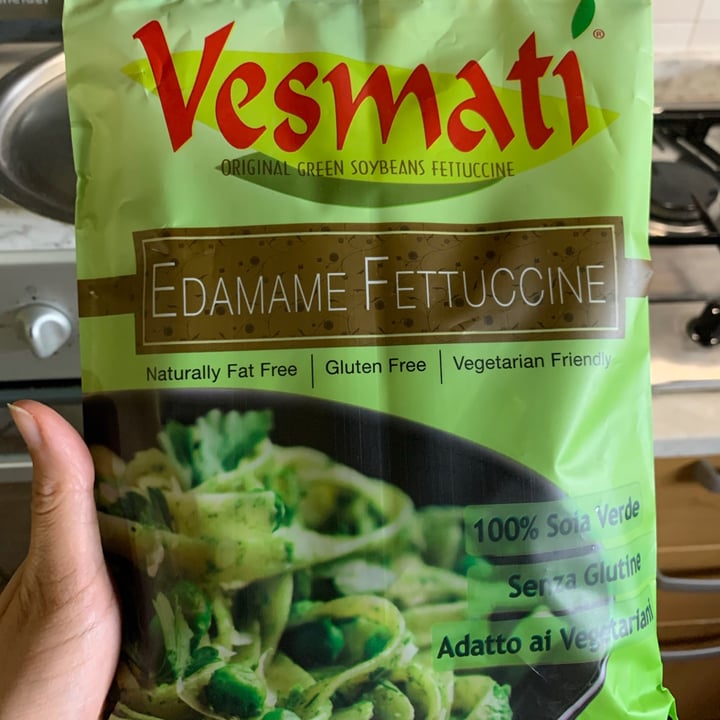 Vesmati®
ORIGINAL GREEN SOYBEANS FETTUCCINE
EDAMAME FETTUCCINE
Naturally Fat Free | Gluten Free | Vegetarian Friendly
100% Soia Verde
Senza Glutine
Adatto ai Vegetariani